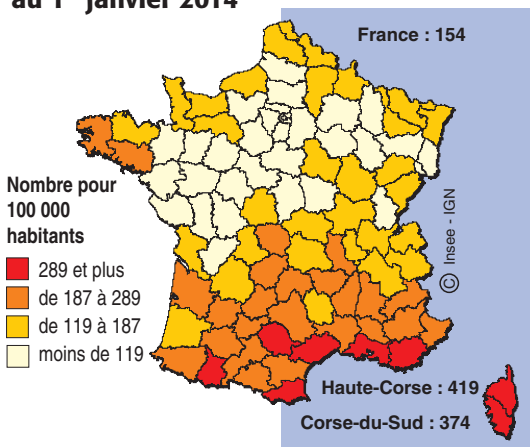 au 1er janvier 2014
France : 154
Nombre pour
100 000
habitants
289 et plus
de 187 à 289
de 119 à 187
moins de 119
© Insee - IGN
Haute-Corse : 419
Corse-du-Sud : 374